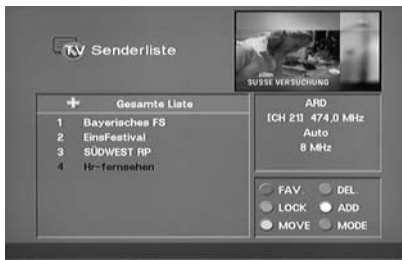 TV Senderliste
SUSSE VERSUCHUNG
Gesamte Liste
1 Bayerisches FS
2 EinsFestival
3 SÜDWEST RP
4 Hr-fernsehen
ARD
[CH 21] 474,0 MHz
Auto
8 MHz
FAV. DEL.
LOCK ADD
MOVE MODE